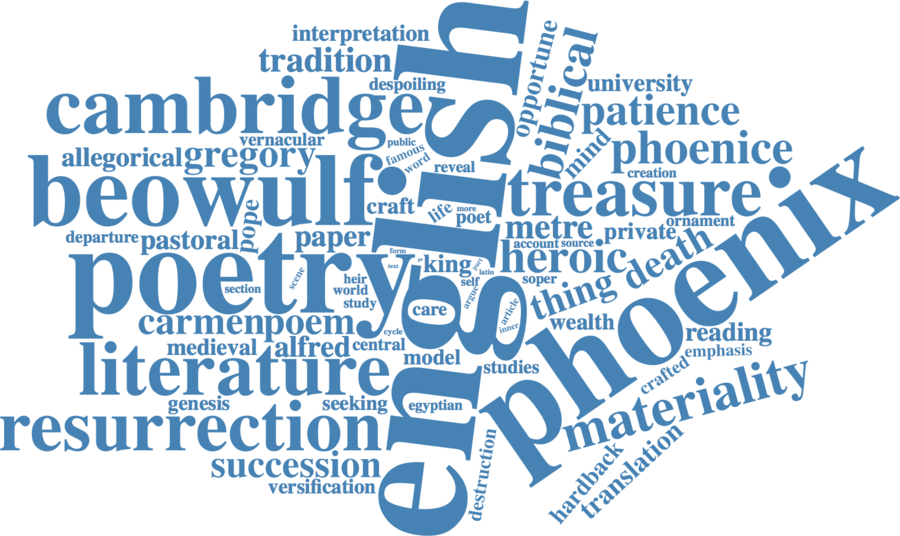 interpretation
tradition
despoiling
cambridge
english
opportune
biblical
university
patience
vernacular
public
famous
word
mind
phoenice
allegorical
gregory
reveal
creation
beowulf
treasure
phoenix
craft
life
more
poet
pope
departure
pastoral
paper
metre
private
ornament
account
source
poetry
form
text
king
self
latin
heroic
death
section
scene
heir
world
study
argue
soper
thing
care
article
inner
wealth
carmen
poem
cycle
reading
medieval
alfred
central
model
studies
emphasis
literature
crafted
materiality
genesis
seeking
egyptian
resurrection
succession
versification
destruction
hardback
translation